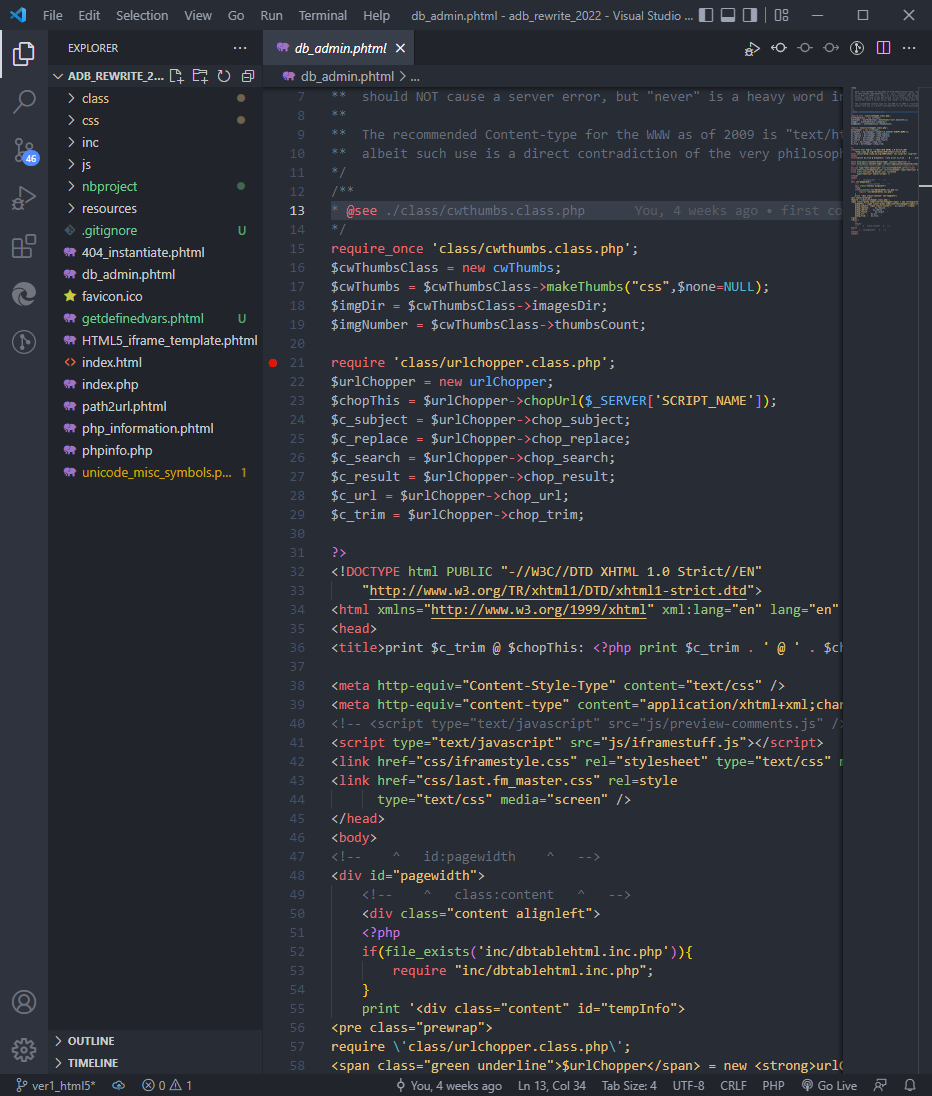 File Edit Selection View Go Run Terminal Help db_admin.phtml - adb_rewrite_2022 - Visual Studio ...
EXPLORER ...
db_admin.phtml
ADB_REWRITE_2...
db_admin.phtml > ...
class
css
inc
js
nbproject
resources
.gitignore U
404_instantiate.phtml
db_admin.phtml
favicon.ico
getdefinedvars.phtml U
HTML5_iframe_template.phtml
index.html
index.php
path2url.phtml
php_information.phtml
phpinfo.php
unicode_misc_symbols.p... 1
46
OUTLINE
TIMELINE
7 ** should NOT cause a server error, but "never" is a heavy word in
8 **
9 ** The recommended Content-type for the WWW as of 2009 is "text/ht
10 ** albeit such use is a direct contradiction of the very philosoph
11 */
12 /**
13 * @see ./class/cwthumbs.class.php You, 4 weeks ago • first co
14 */
15 require_once 'class/cwthumbs.class.php';
16 $cwThumbsClass = new cwThumbs;
17 $cwThumbs = $cwThumbsClass->makeThumbs("css",$none=NULL);
18 $imgDir = $cwThumbsClass->imagesDir;
19 $imgNumber = $cwThumbsClass->thumbsCount;
20
21 require 'class/urlchopper.class.php';
22 $urlChopper = new urlChopper;
23 $chopThis = $urlChopper->chopUrl($_SERVER['SCRIPT_NAME']);
24 $c_subject = $urlChopper->chop_subject;
25 $c_replace = $urlChopper->chop_replace;
26 $c_search = $urlChopper->chop_search;
27 $c_result = $urlChopper->chop_result;
28 $c_url = $urlChopper->chop_url;
29 $c_trim = $urlChopper->chop_trim;
30
31 ?>
32 <!DOCTYPE html PUBLIC "-//W3C//DTD XHTML 1.0 Strict//EN"
33 "http://www.w3.org/TR/xhtml1/DTD/xhtml1-strict.dtd">
34 <html xmlns="http://www.w3.org/1999/xhtml" xml:lang="en" lang="en"
35 <head>
36 <title>print $c_trim @ $chopThis: <?php print $c_trim . ' @ ' . $ch
37
38 <meta http-equiv="Content-Style-Type" content="text/css" />
39 <meta http-equiv="content-type" content="application/xhtml+xml;char
40 <!-- <script type="text/javascript" src="js/preview-comments.js" />
41 <script type="text/javascript" src="js/iframestuff.js"></script>
42 <link href="css/iframestyle.css" rel="stylesheet" type="text/css" m
43 <link href="css/last.fm_master.css" rel=style
44 type="text/css" media="screen" />
45 </head>
46 <body>
47 <!-- ^ id:pagewidth ^ -->
48 <div id="pagewidth">
49 <!-- ^ class:content ^ -->
50 <div class="content alignleft">
51 <?php
52 if(file_exists('inc/dbtablehtml.inc.php')){
53 require "inc/dbtablehtml.inc.php";
54 }
55 print '<div class="content" id="tempInfo">
56 <pre class="prewrap">
57 require \'class/urlchopper.class.php\';
58 <span class="green underline">$urlChopper</span> = new <strong>urlC
ver1_html5* 0 1 You, 4 weeks ago Ln 13, Col 34 Tab Size: 4 UTF-8 CRLF PHP Go Live